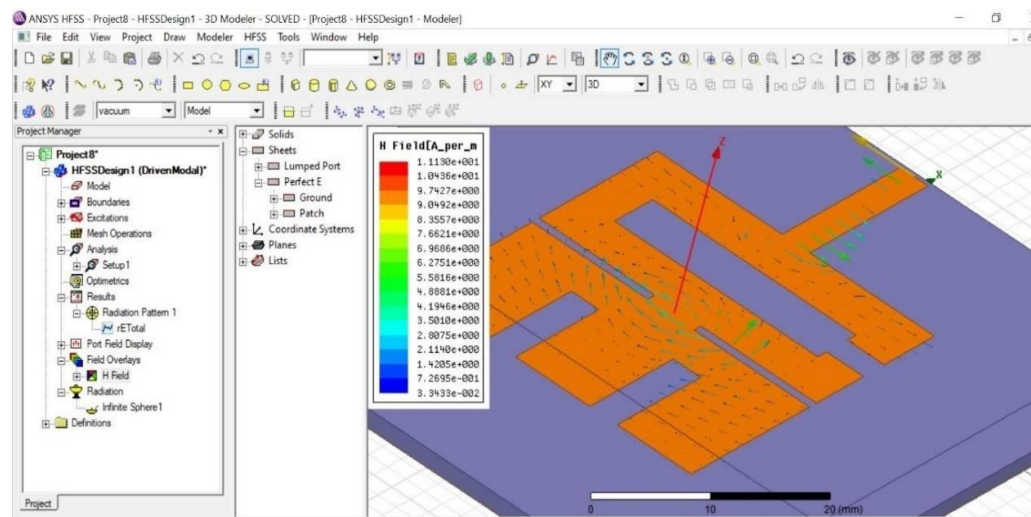 ANSYS HFSS - Project8 - HFSSDesign1 - 3D Modeler - SOLVED - [Project8 - HFSSDesign1 - Modeler]
File Edit View Project Draw Modeler HFSS Tools Window Help
XY 3D
vacuum Model
Project Manager
Project8*
HFSSDesign1 (DrivenModal)*
Model
Boundaries
Excitations
Mesh Operations
Analysis
Setup1
Optimetrics
Results
Radiation Pattern 1
rETotal
Port Field Display
Field Overlays
H Field
Radiation
Infinite Sphere1
Definitions
Project
Solids
Sheets
Lumped Port
Perfect E
Ground
Patch
Coordinate Systems
Planes
Lists
H Field[A_per_m
1.1130e+001
1.0436e+001
9.7427e+000
9.0492e+000
8.3557e+000
7.6621e+000
6.9686e+000
6.2751e+000
5.5816e+000
4.8881e+000
4.1946e+000
3.5010e+000
2.8075e+000
2.1140e+000
1.4205e+000
7.2695e-001
3.3433e-002
Z
X
0 10 20 (mm)